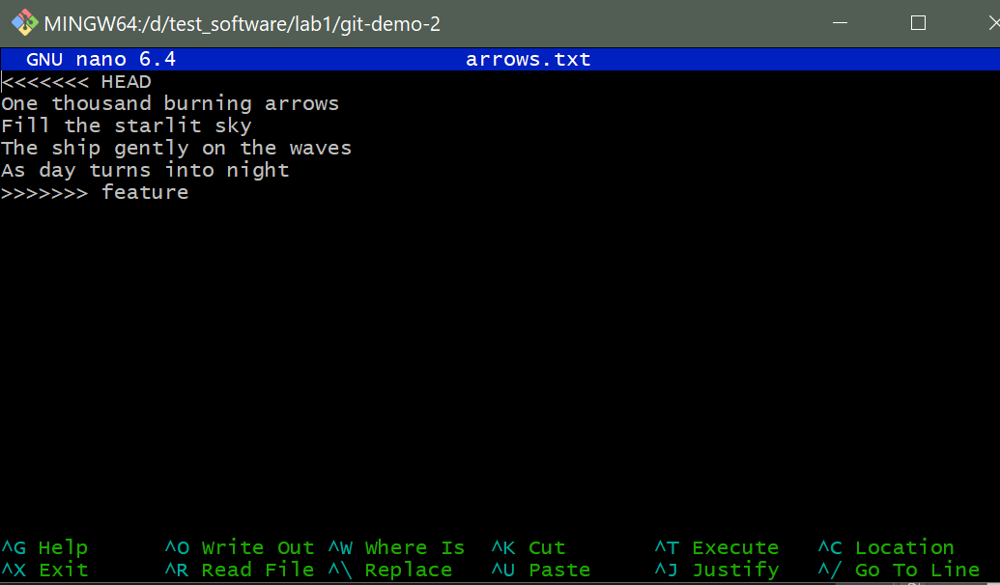 MINGW64:/d/test_software/lab1/git-demo-2
GNU nano 6.4 arrows.txt
<<<<<<< HEAD
One thousand burning arrows
Fill the starlit sky
The ship gently on the waves
As day turns into night
>>>>>>> feature
^G Help ^O Write Out ^W Where Is ^K Cut ^T Execute ^C Location
^X Exit ^R Read File ^\ Replace ^U Paste ^J Justify ^/ Go To Line